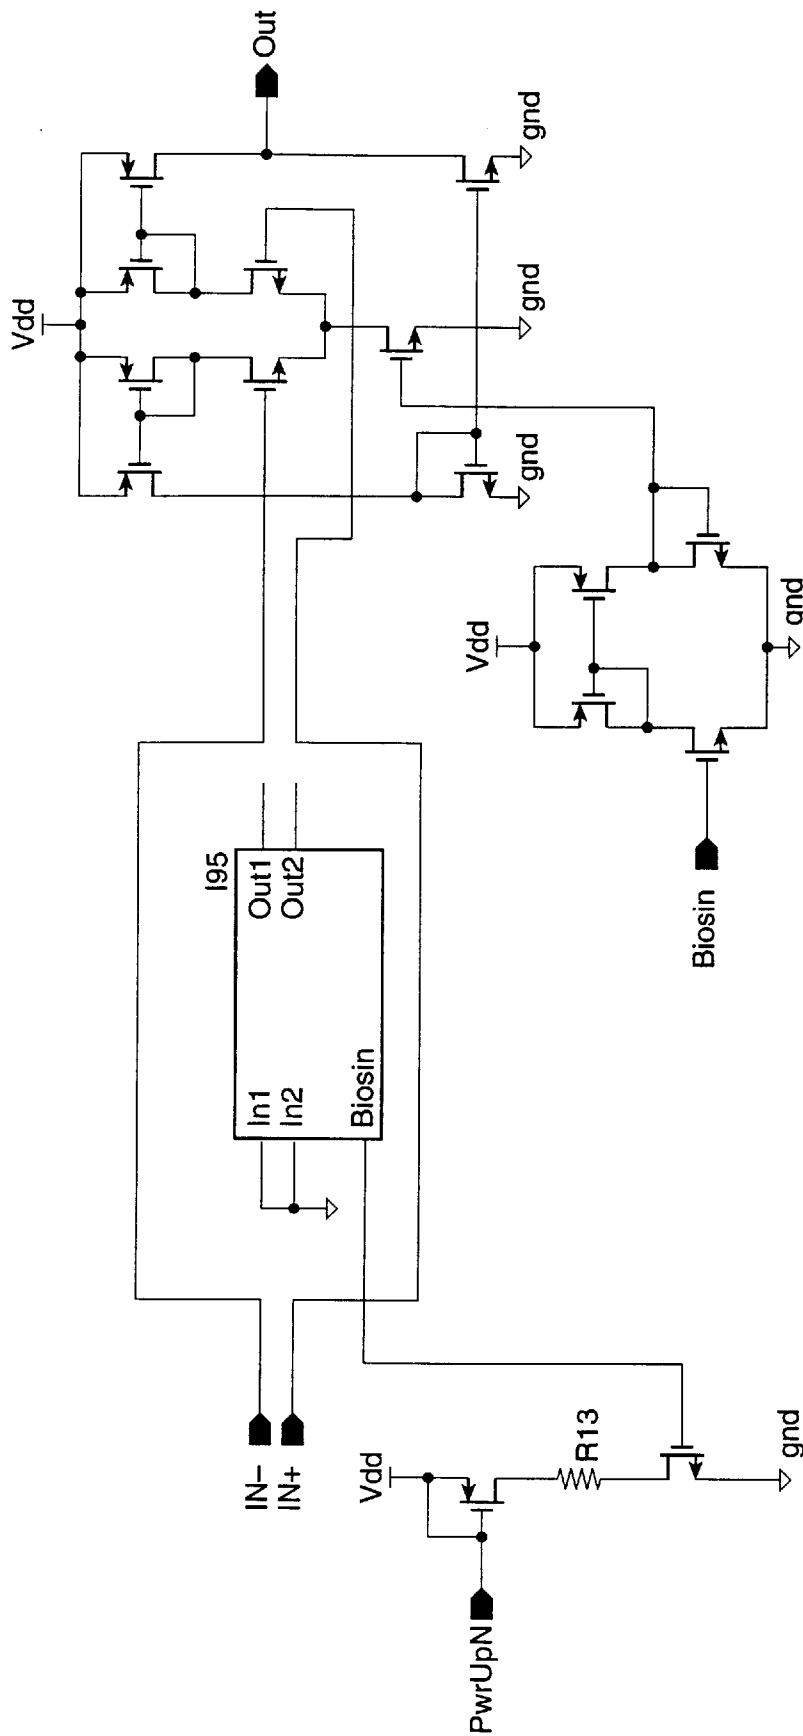 Vdd
Out
gnd
gnd
gnd
Vdd
and
Biosin
I95
Out1
Out2
In1
In2
Biosin
IN-
IN+
Vdd
R13
gnd
PwrUpN